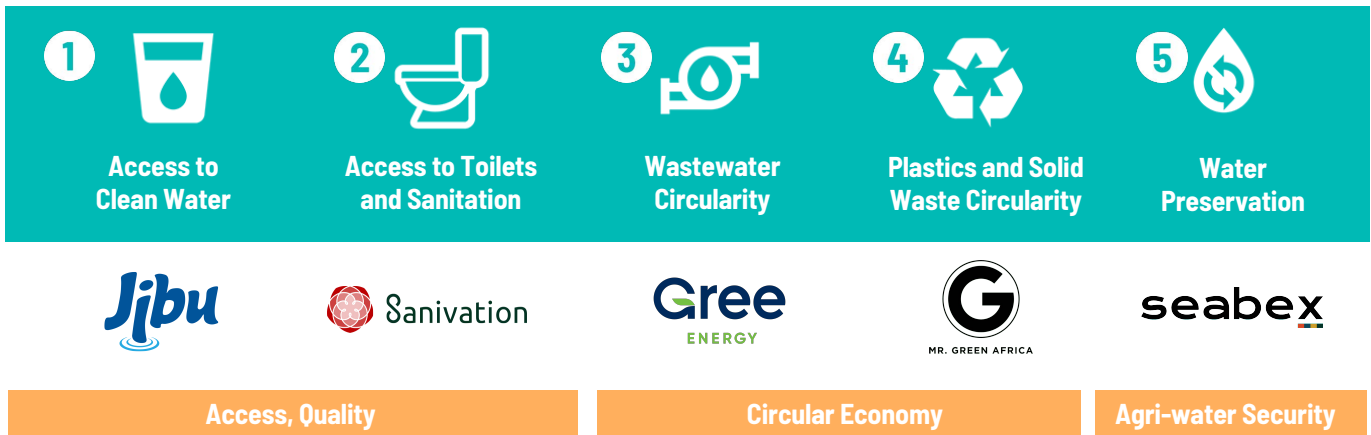 1
2
3
4
5
Access to
Clean Water
Access to Toilets
and Sanitation
Wastewater
Circularity
Plastics and Solid
Waste Circularity
Water
Preservation
Jibu
Sanivation
Gree
ENERGY
G
MR. GREEN AFRICA
seabex
Access, Quality
Circular Economy
Agri-water Security